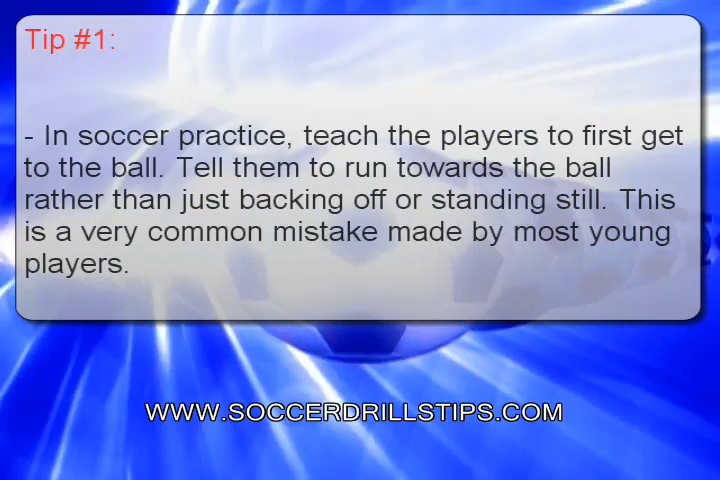 Tip #1:
- In soccer practice, teach the players to first get
to the ball. Tell them to run towards the ball
rather than just backing off or standing still. This
is a very common mistake made by most young
players.
WWW.SOCCERDRILLSTIPS.COM